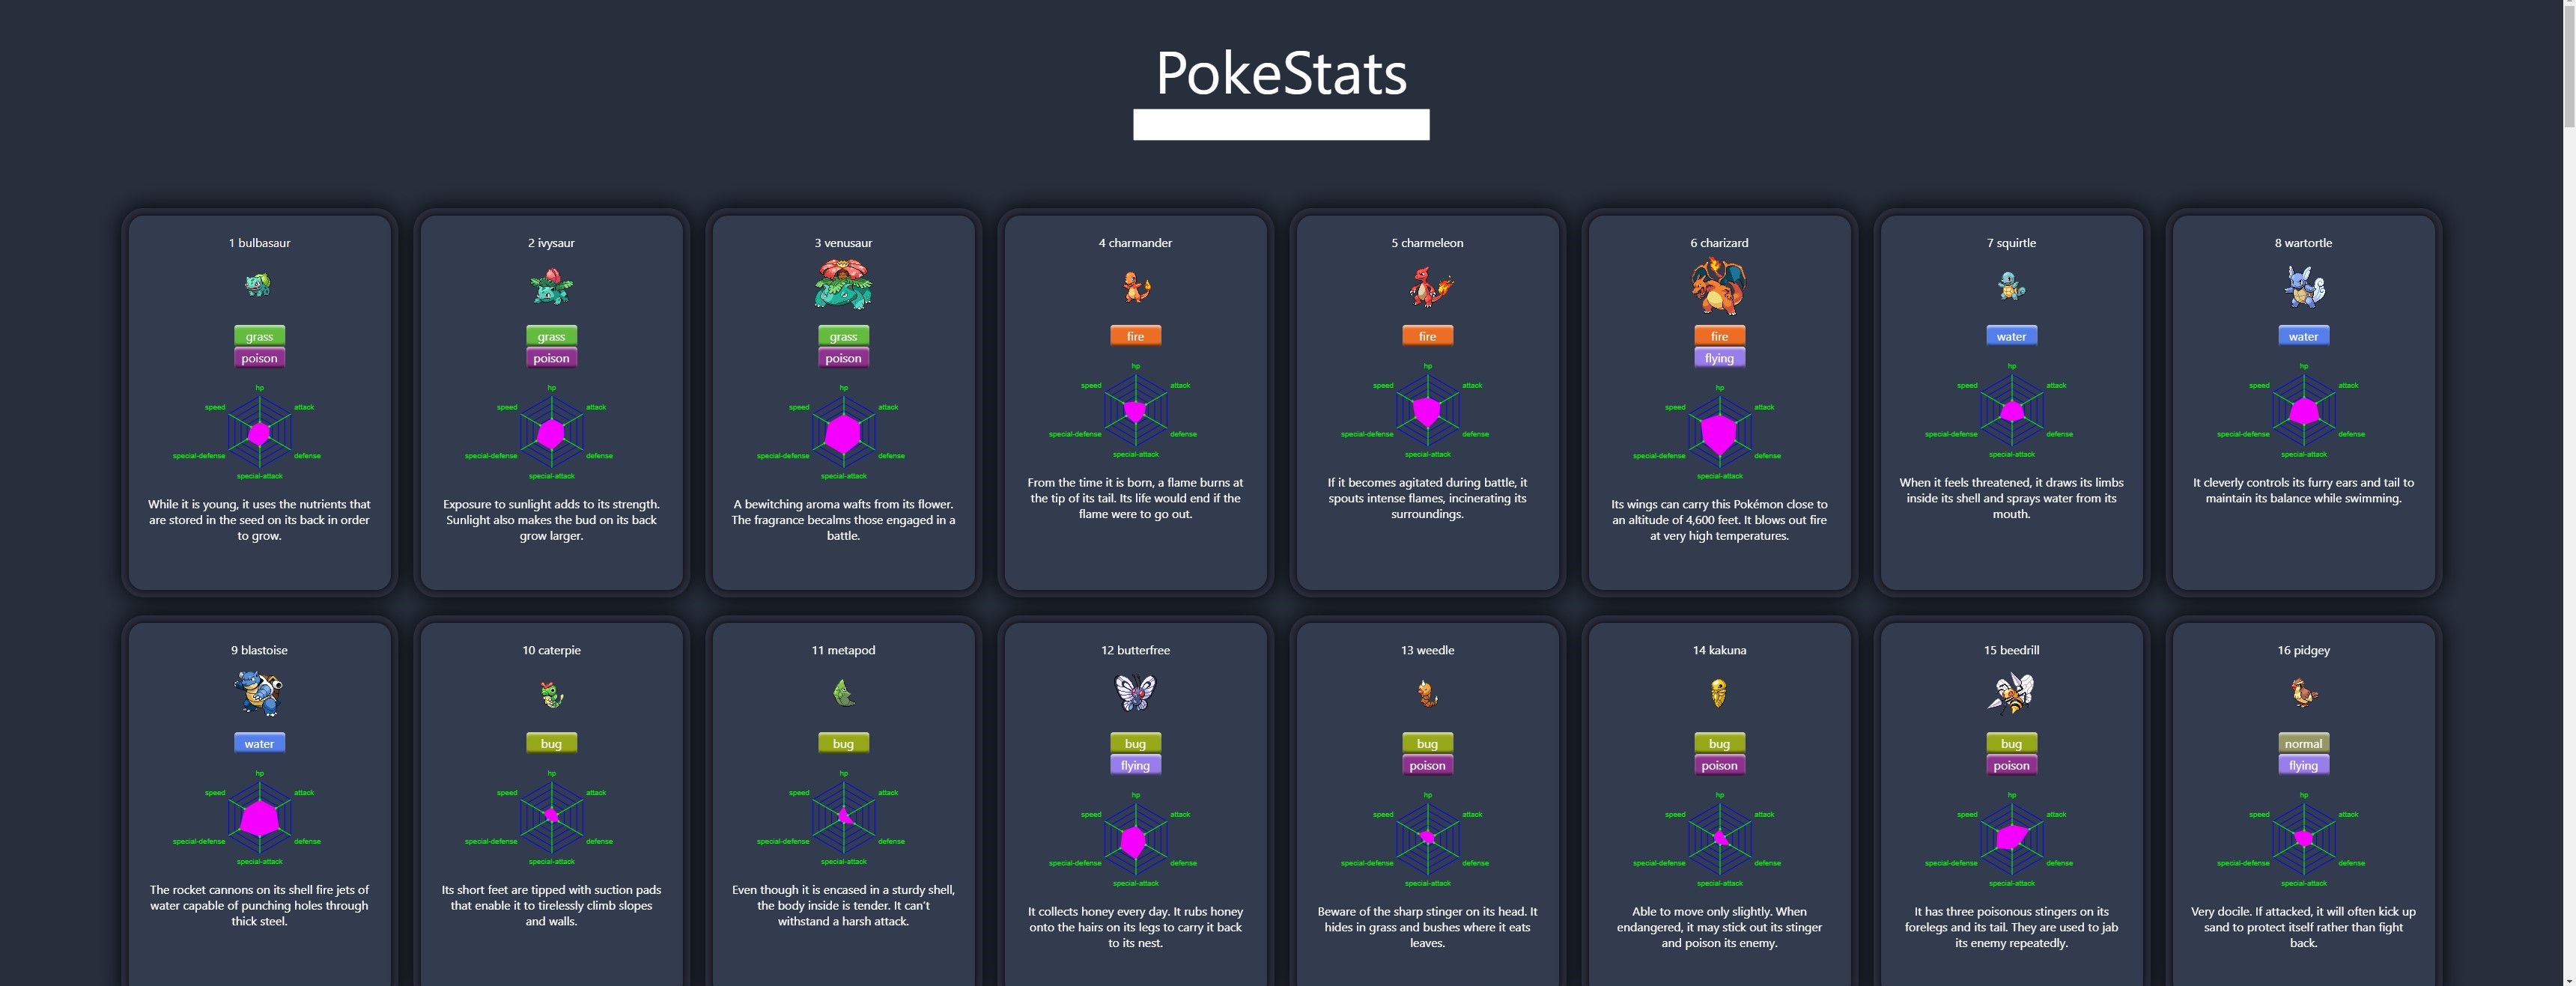 PokeStats
1 bulbasaur
grass
poison
hp
speed
attack
special-defense
defense
special-attack
While it is young, it uses the nutrients that
are stored in the seed on its back in order
to grow.
2 ivysaur
grass
poison
hp
speed
attack
special-defense
defense
special-attack
Exposure to sunlight adds to its strength.
Sunlight also makes the bud on its back
grow larger.
3 venusaur
grass
poison
hp
speed
attack
special-defense
defense
special-attack
A bewitching aroma wafts from its flower.
The fragrance becalms those engaged in a
battle.
4 charmander
fire
hp
speed
attack
special-defense
defense
special-attack
From the time it is born, a flame burns at
the tip of its tail. Its life would end if the
flame were to go out.
5 charmeleon
fire
hp
speed
attack
special-defense
defense
special-attack
If it becomes agitated during battle, it
spouts intense flames, incinerating its
surroundings.
6 charizard
fire
flying
hp
speed
attack
special-defense
defense
special-attack
Its wings can carry this Pokémon close to
an altitude of 4,600 feet. It blows out fire
at very high temperatures.
7 squirtle
water
hp
speed
attack
special-defense
defense
special-attack
When it feels threatened, it draws its limbs
inside its shell and sprays water from its
mouth.
8 wartortle
water
hp
speed
attack
special-defense
defense
special-attack
It cleverly controls its furry ears and tail to
maintain its balance while swimming.
9 blastoise
water
hp
speed
attack
special-defense
defense
special-attack
The rocket cannons on its shell fire jets of
water capable of punching holes through
thick steel.
10 caterpie
bug
hp
speed
attack
special-defense
defense
special-attack
Its short feet are tipped with suction pads
that enable it to tirelessly climb slopes
and walls.
11 metapod
bug
hp
speed
attack
special-defense
defense
special-attack
Even though it is encased in a sturdy shell,
the body inside is tender. It can't
withstand a harsh attack.
12 butterfree
bug
flying
hp
speed
attack
special-defense
defense
special-attack
It collects honey every day. It rubs honey
onto the hairs on its legs to carry it back
to its nest.
13 weedle
bug
poison
hp
speed
attack
special-defense
defense
special-attack
Beware of the sharp stinger on its head. It
hides in grass and bushes where it eats
leaves.
14 kakuna
bug
poison
hp
speed
attack
special-defense
defense
special-attack
Able to move only slightly. When
endangered, it may stick out its stinger
and poison its enemy.
15 beedrill
bug
poison
hp
speed
attack
special-defense
defense
special-attack
It has three poisonous stingers on its
forelegs and its tail. They are used to jab
its enemy repeatedly.
16 pidgey
normal
flying
hp
speed
attack
special-defense
defense
special-attack
Very docile. If attacked, it will often kick up
sand to protect itself rather than fight
back.